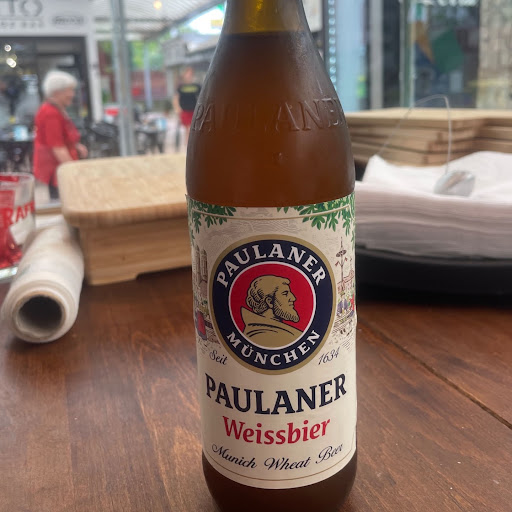 PAULANER
PAULANER
MÜNCHEN
Seit 1634
PAULANER
Weissbier
Munich Wheat Beer